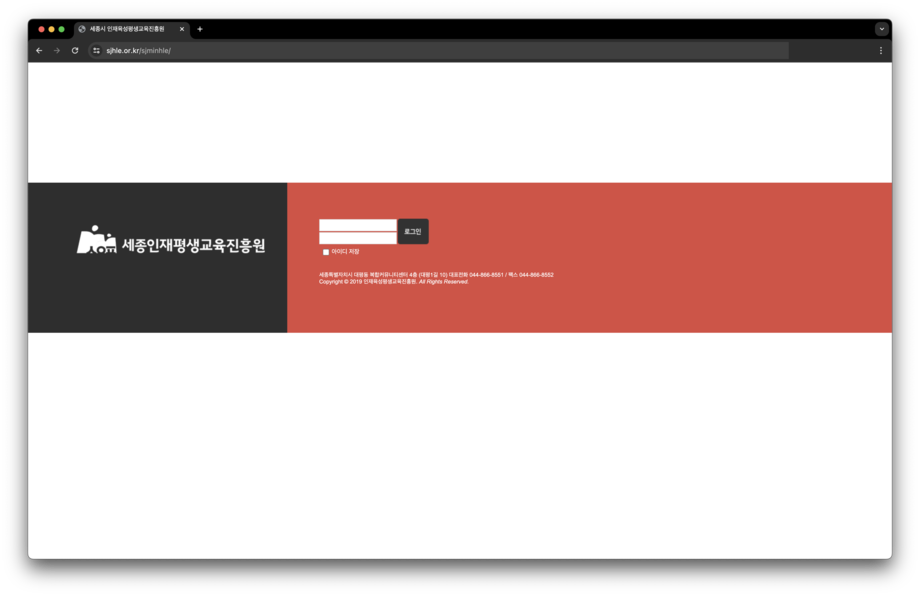 세종시 인재육성평생교육진흥원
sjhle.or.kr/sjminhle/
세종인재평생교육진흥원
로그인
아이디 저장
세종특별자치시 대평동 복합커뮤니티센터 4층 (대평1길 10) 대표전화 044-866-8551 / 팩스 044-866-8552
Copyright © 2019 인재육성평생교육진흥원. All Rights Reserved.